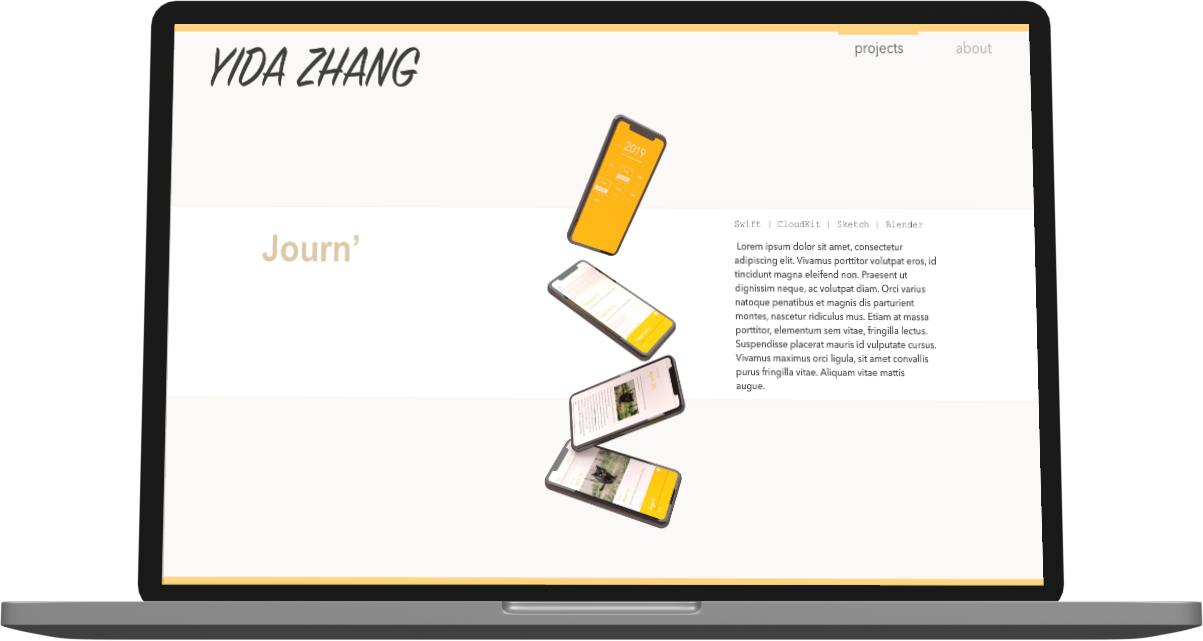 YIDA ZHANG
projects
about
2019
Swift | CloudKit | Sketch | Blender
Journ’
Lorem ipsum dolor sit amet, consectetur
adipiscing elit. Vivamus porttitor volutpat eros, id
tincidunt magna eleifend non. Praesent ut
dignissim neque, ac volutpat diam. Orci varius
natoque penatibus et magnis dis parturient
montes, nascetur ridiculus mus. Etiam at massa
porttitor, elementum sem vitae, fringilla lectus.
Suspendisse placerat mauris id vulputate cursus.
Vivamus maximus orci ligula, sit amet convallis
purus fringilla vitae. Aliquam vitae mattis
augue.